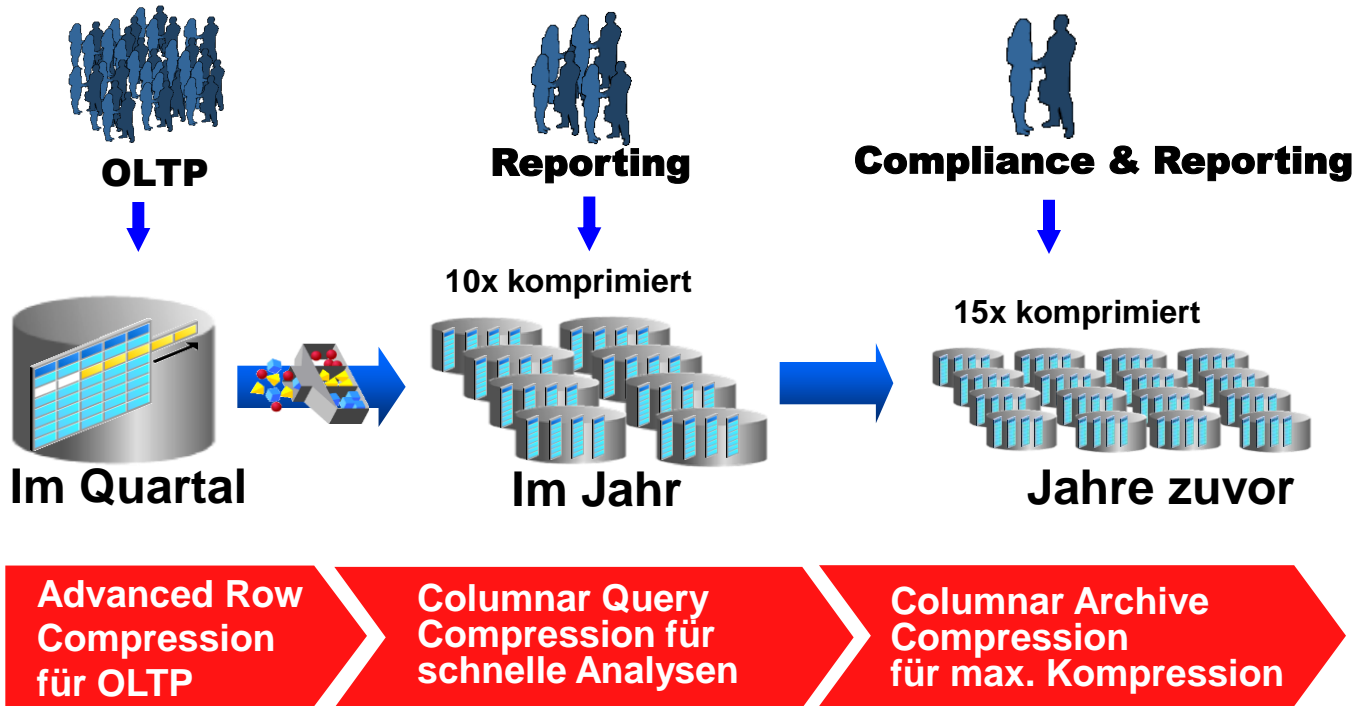 OLTP
Reporting
Compliance & Reporting
10x komprimiert
15x komprimiert
Im Quartal
Im Jahr
Jahre zuvor
Advanced Row
Compression
für OLTP
Columnar Query
Compression für
schnelle Analysen
Columnar Archive
Compression
für max. Kompression